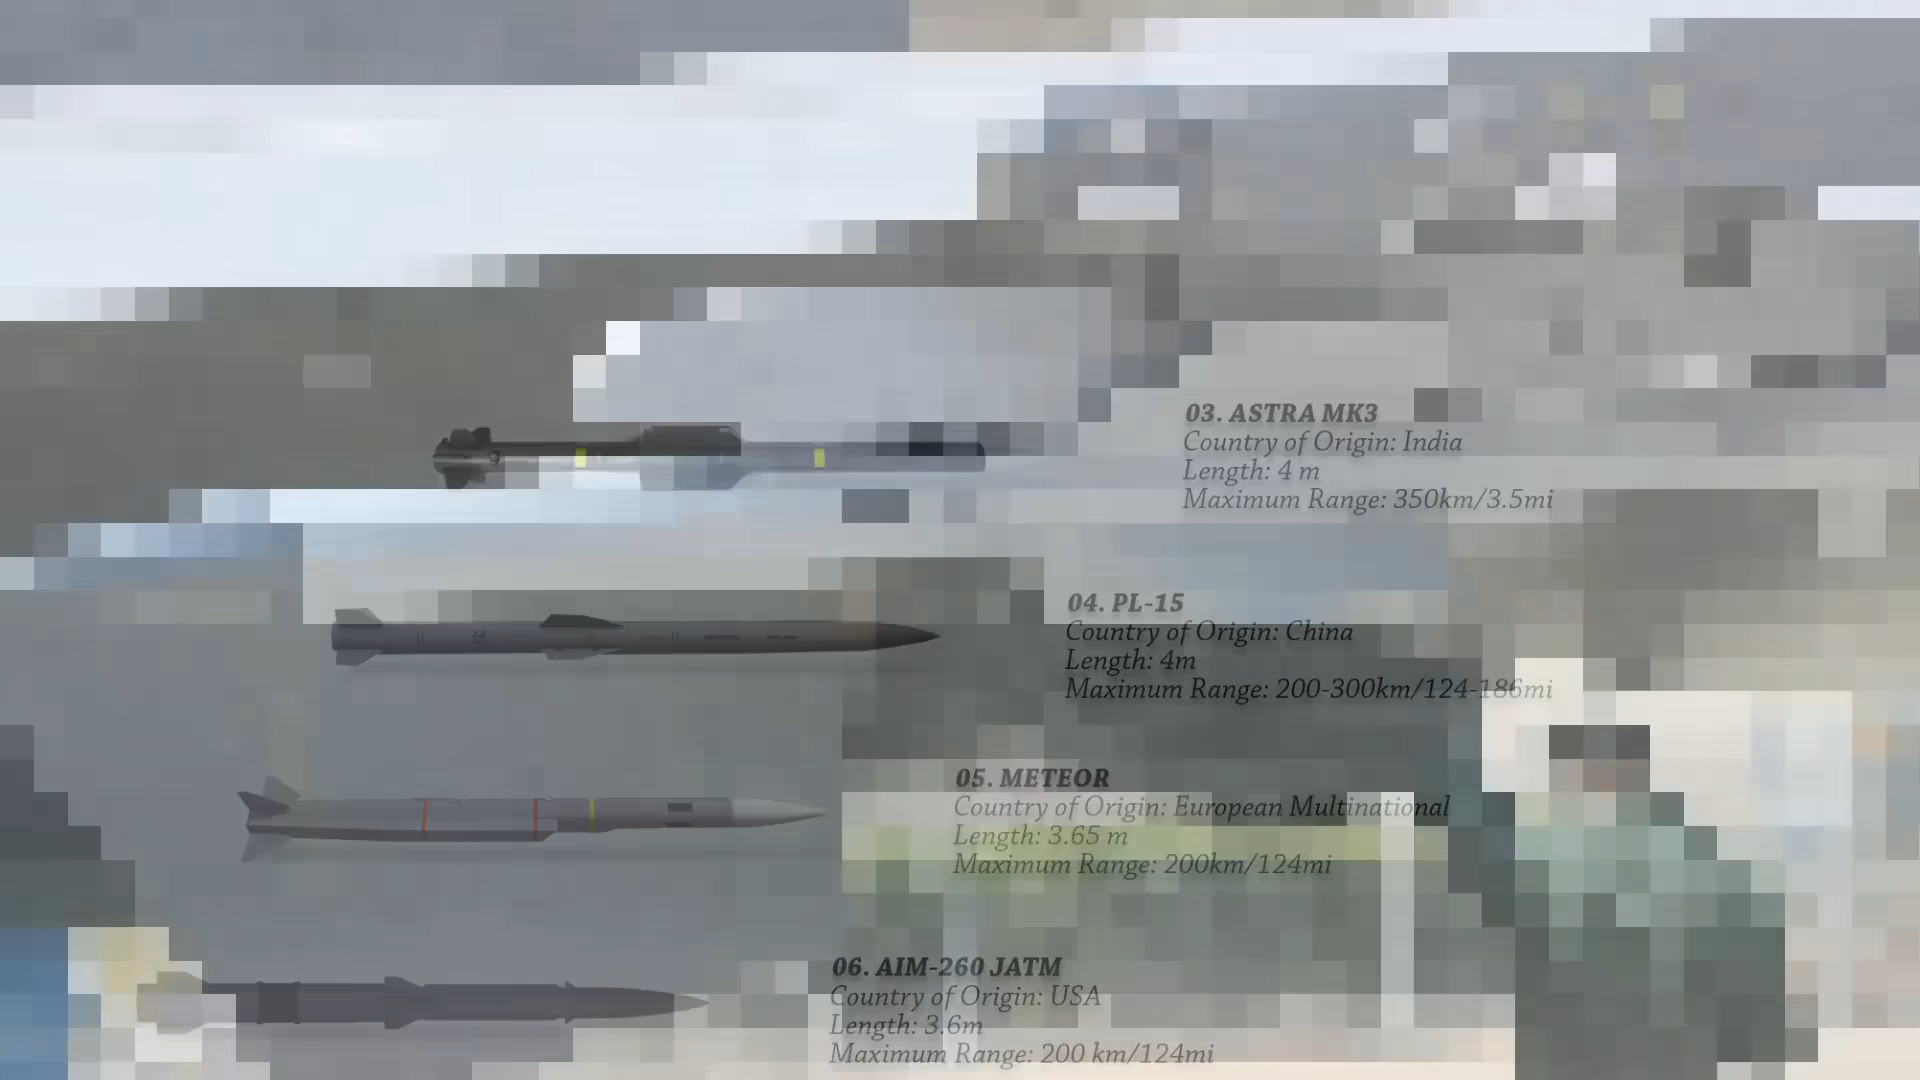 03. ASTRA MK3
Country of Origin: India
Length: 4 m
Maximum Range: 350km/3.5mi
04. PL-15
Country of Origin: China
Length: 4m
Maximum Range: 200-300km/124-186mi
05. METEOR
Country of Origin: European Multinational
Length: 3.65 m
Maximum Range: 200km/124mi
06. AIM-260 JATM
Country of Origin: USA
Length: 3.6m
Maximum Range: 200 km/124mi